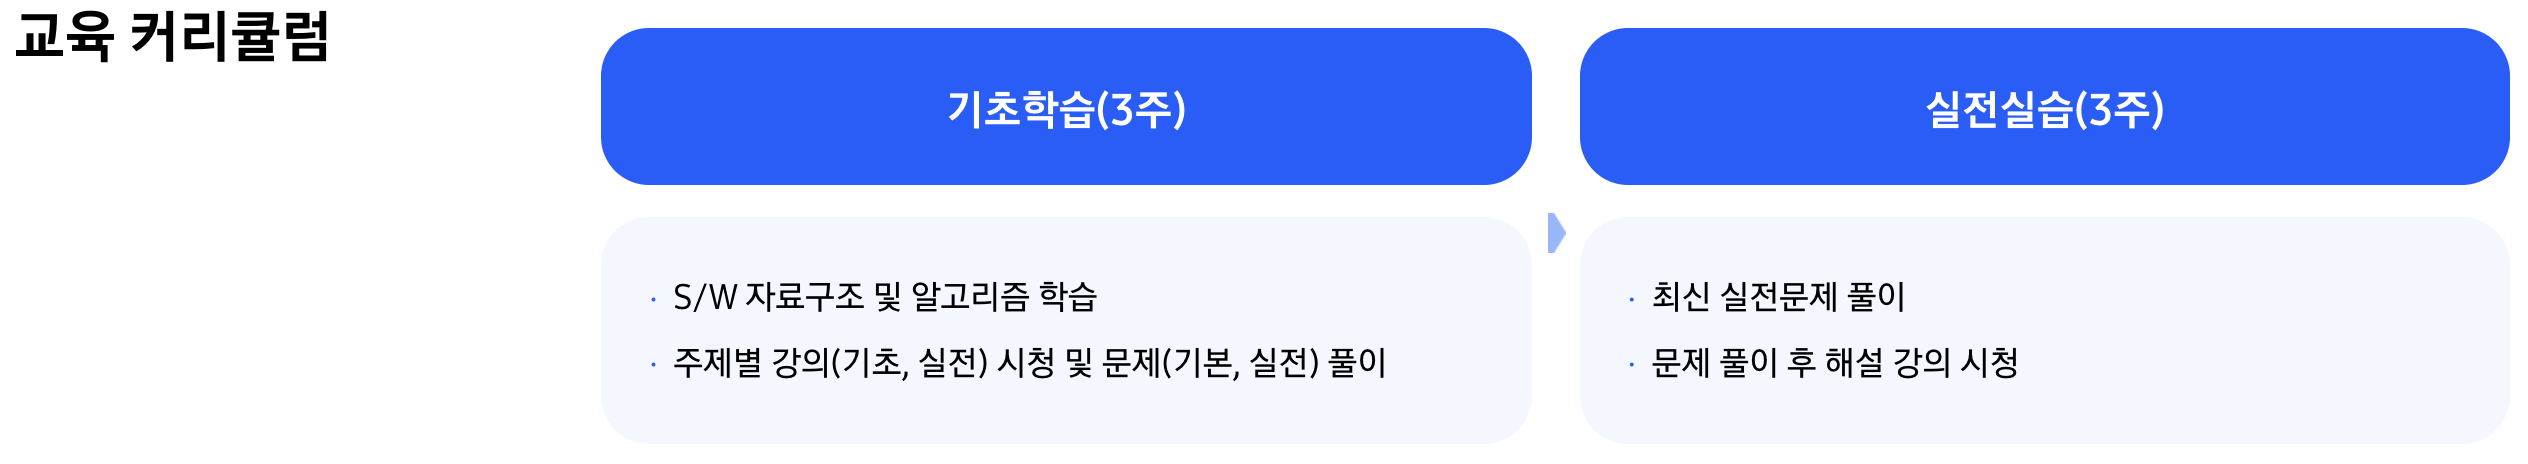 교육 커리큘럼
기초학습(3주)
· S/W 자료구조 및 알고리즘 학습
· 주제별 강의(기초, 실전) 시청 및 문제(기본, 실전) 풀이
실전실습(3주)
· 최신 실전문제 풀이
· 문제 풀이 후 해설 강의 시청